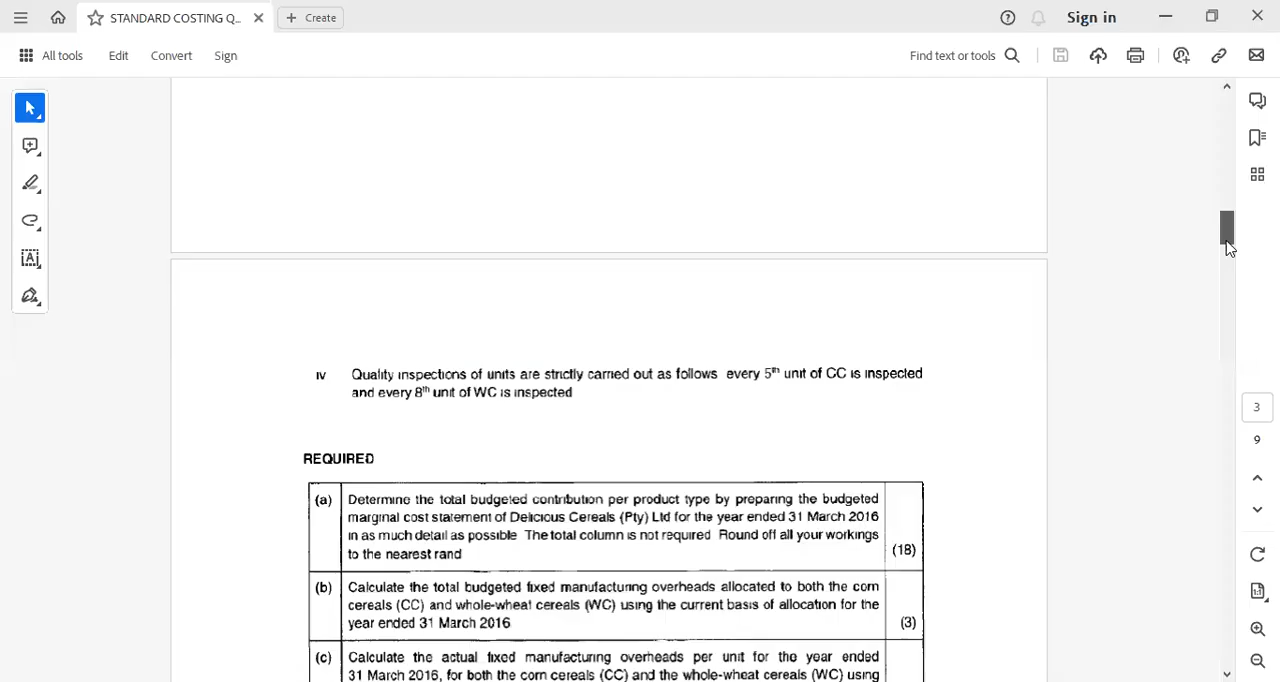 STANDARD COSTING Q...
Create
Sign in
All tools
Edit
Convert
Sign
Find text or tools
iv Quality inspections of units are strictly carried out as follows every 5th unit of CC is inspected
and every 8th unit of WC is inspected
REQUIRED
(a) Determine the total budgeted contribution per product type by preparing the budgeted
marginal cost statement of Delicious Cereals (Pty) Ltd for the year ended 31 March 2016
in as much detail as possible The total column is not required Round off all your workings
to the nearest rand (18)
(b) Calculate the total budgeted fixed manufacturing overheads allocated to both the corn
cereals (CC) and whole-wheat cereals (WC) using the current basis of allocation for the
year ended 31 March 2016 (3)
(c) Calculate the actual fixed manufacturing overheads per unit for the year ended
31 March 2016, for both the corn cereals (CC) and the whole-wheat cereals (WC) using
3
9